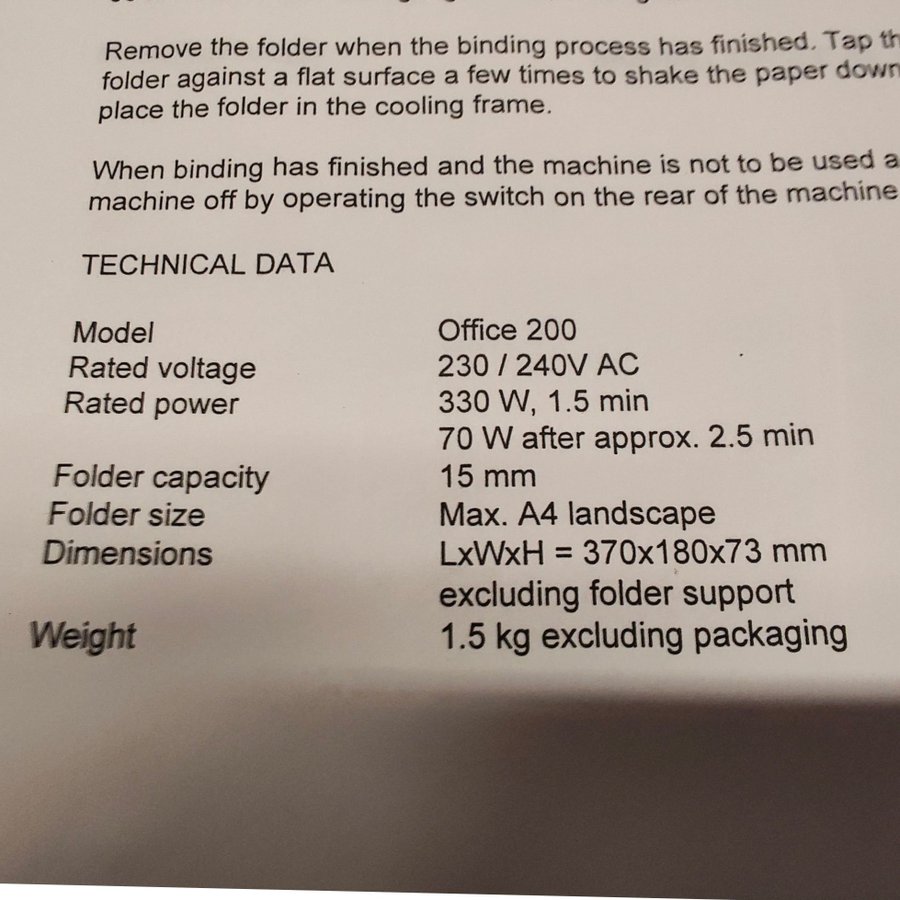 Remove the folder when the binding process has finished. Tap
folder against a flat surface a few times to shake the paper down
place the folder in the cooling frame.
When binding has finished and the machine is not to be used
machine off by operating the switch on the rear of the machine
TECHNICAL DATA
Model Office 200
Rated voltage 230 / 240V AC
Rated power 330 W, 1.5 min
70 W after approx. 2.5 min
Folder capacity 15 mm
Folder size Max. A4 landscape
Dimensions LxWxH = 370x180x73 mm
excluding folder support
Weight 1.5 kg excluding packaging